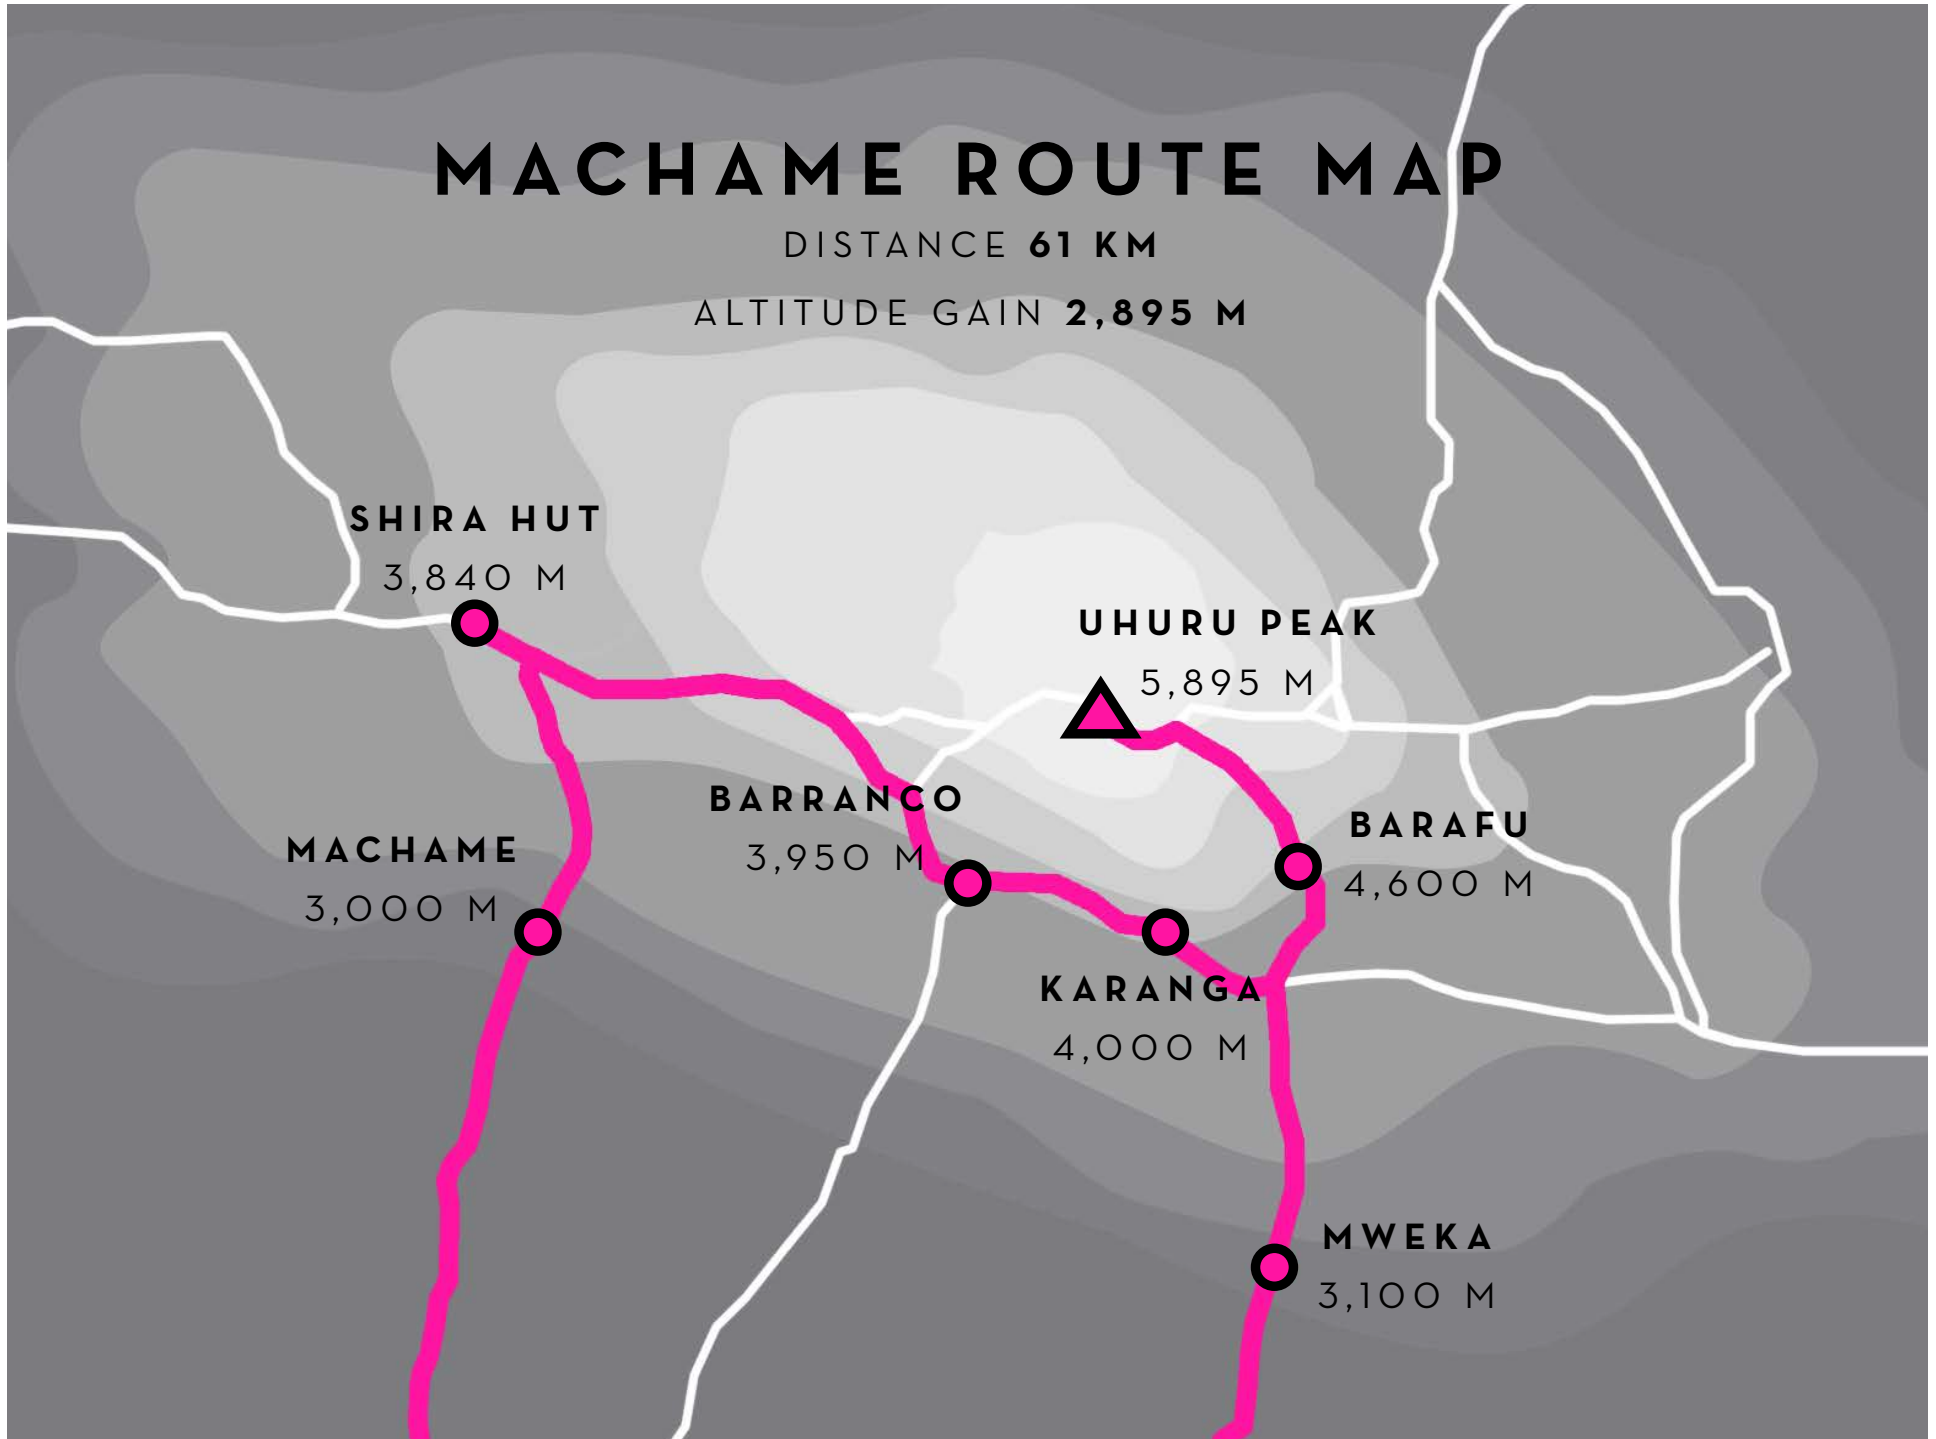 MACHAME ROUTE MAP
DISTANCE 61 KM
ALTITUDE GAIN 2,895 M
SHIRA HUT
3,840 M
UHURU PEAK
5,895 M
BARRANCO
3,950 M
BARAFU
4,600 M
MACHAME
3,000 M
KARANGA
4,000 M
MWEKA
3,100 M